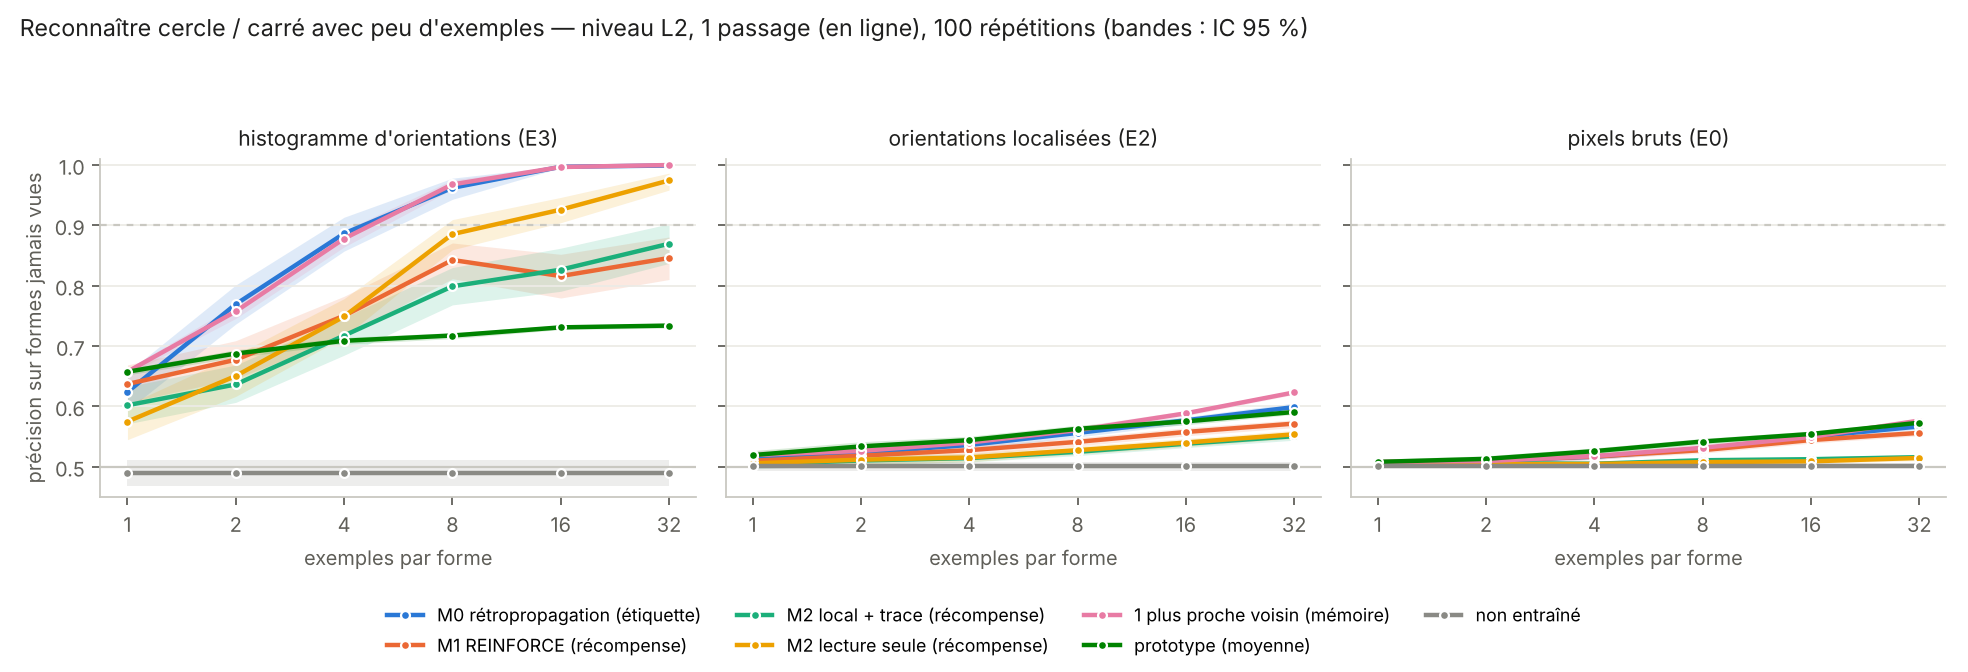 Reconnaître cercle / carré avec peu d'exemples — niveau L2, 1 passage (en ligne), 100 répétitions (bandes : IC 95 %)
histogramme d'orientations (E3)
orientations localisées (E2)
pixels bruts (E0)
précision sur formes jamais vues
1.0
0.9
0.8
0.7
0.6
0.5
1 2 4 8 16 32
1 2 4 8 16 32
1 2 4 8 16 32
exemples par forme
exemples par forme
exemples par forme
M0 rétropropagation (étiquette)
M1 REINFORCE (récompense)
M2 local + trace (récompense)
M2 lecture seule (récompense)
1 plus proche voisin (mémoire)
prototype (moyenne)
non entraîné